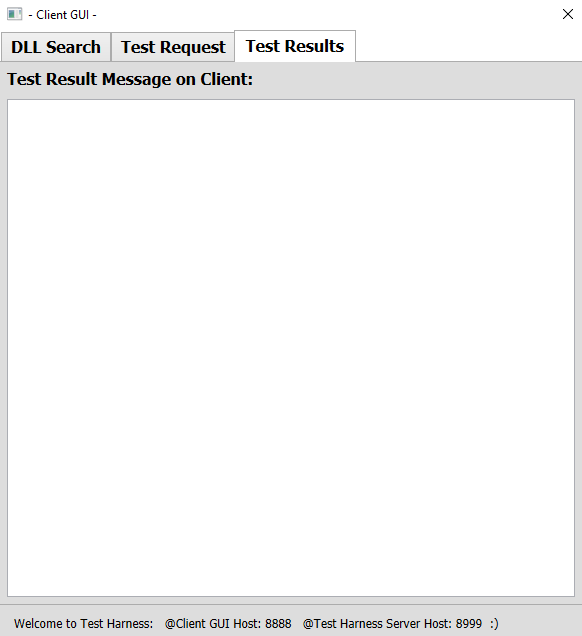 - Client GUI -
DLL Search Test Request Test Results
Test Result Message on Client:
Welcome to Test Harness: @Client GUI Host: 8888 @Test Harness Server Host: 8999 :)